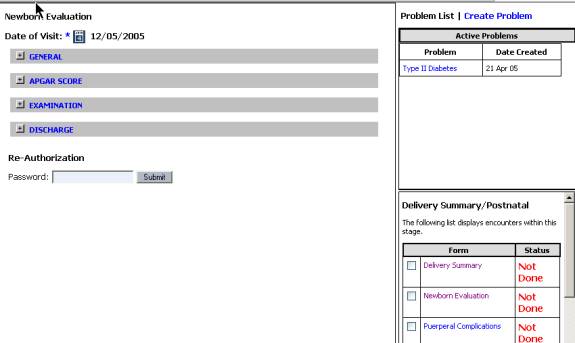 Newborn Evaluation
Date of Visit: * 12/05/2005
GENERAL
APGAR SCORE
EXAMINATION
DISCHARGE
Re-Authorization
Password: Submit
Problem List | Create Problem
Active Problems
Problem Date Created
Type II Diabetes 21 Apr 05
Delivery Summary/Postnatal
The following list displays encounters within this
stage.
Form Status
Delivery Summary Not
Done
Newborn Evaluation Not
Done
Puerperal Complications Not
Done